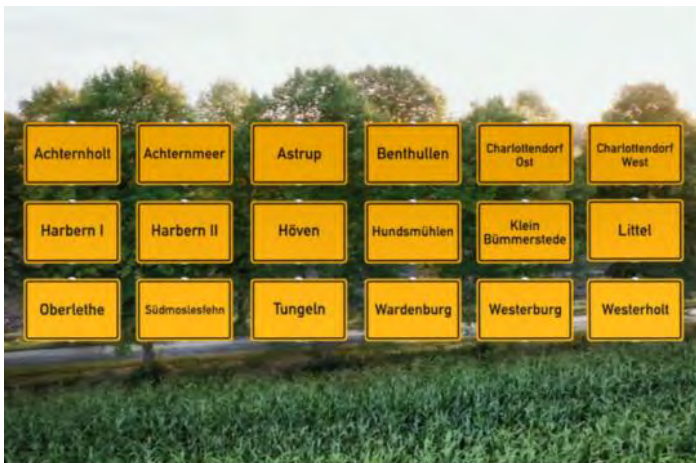 Achternholt
Achternmeer
Astrup
Benthullen
Charlottendorf
Ost
Charlottendorf
West
Harbern I
Harbern II
Höven
Hundsmühlen
Klein
Bümmerstede
Littel
Oberlethe
Südmoslesfehn
Tungeln
Wardenburg
Westerburg
Westerholt